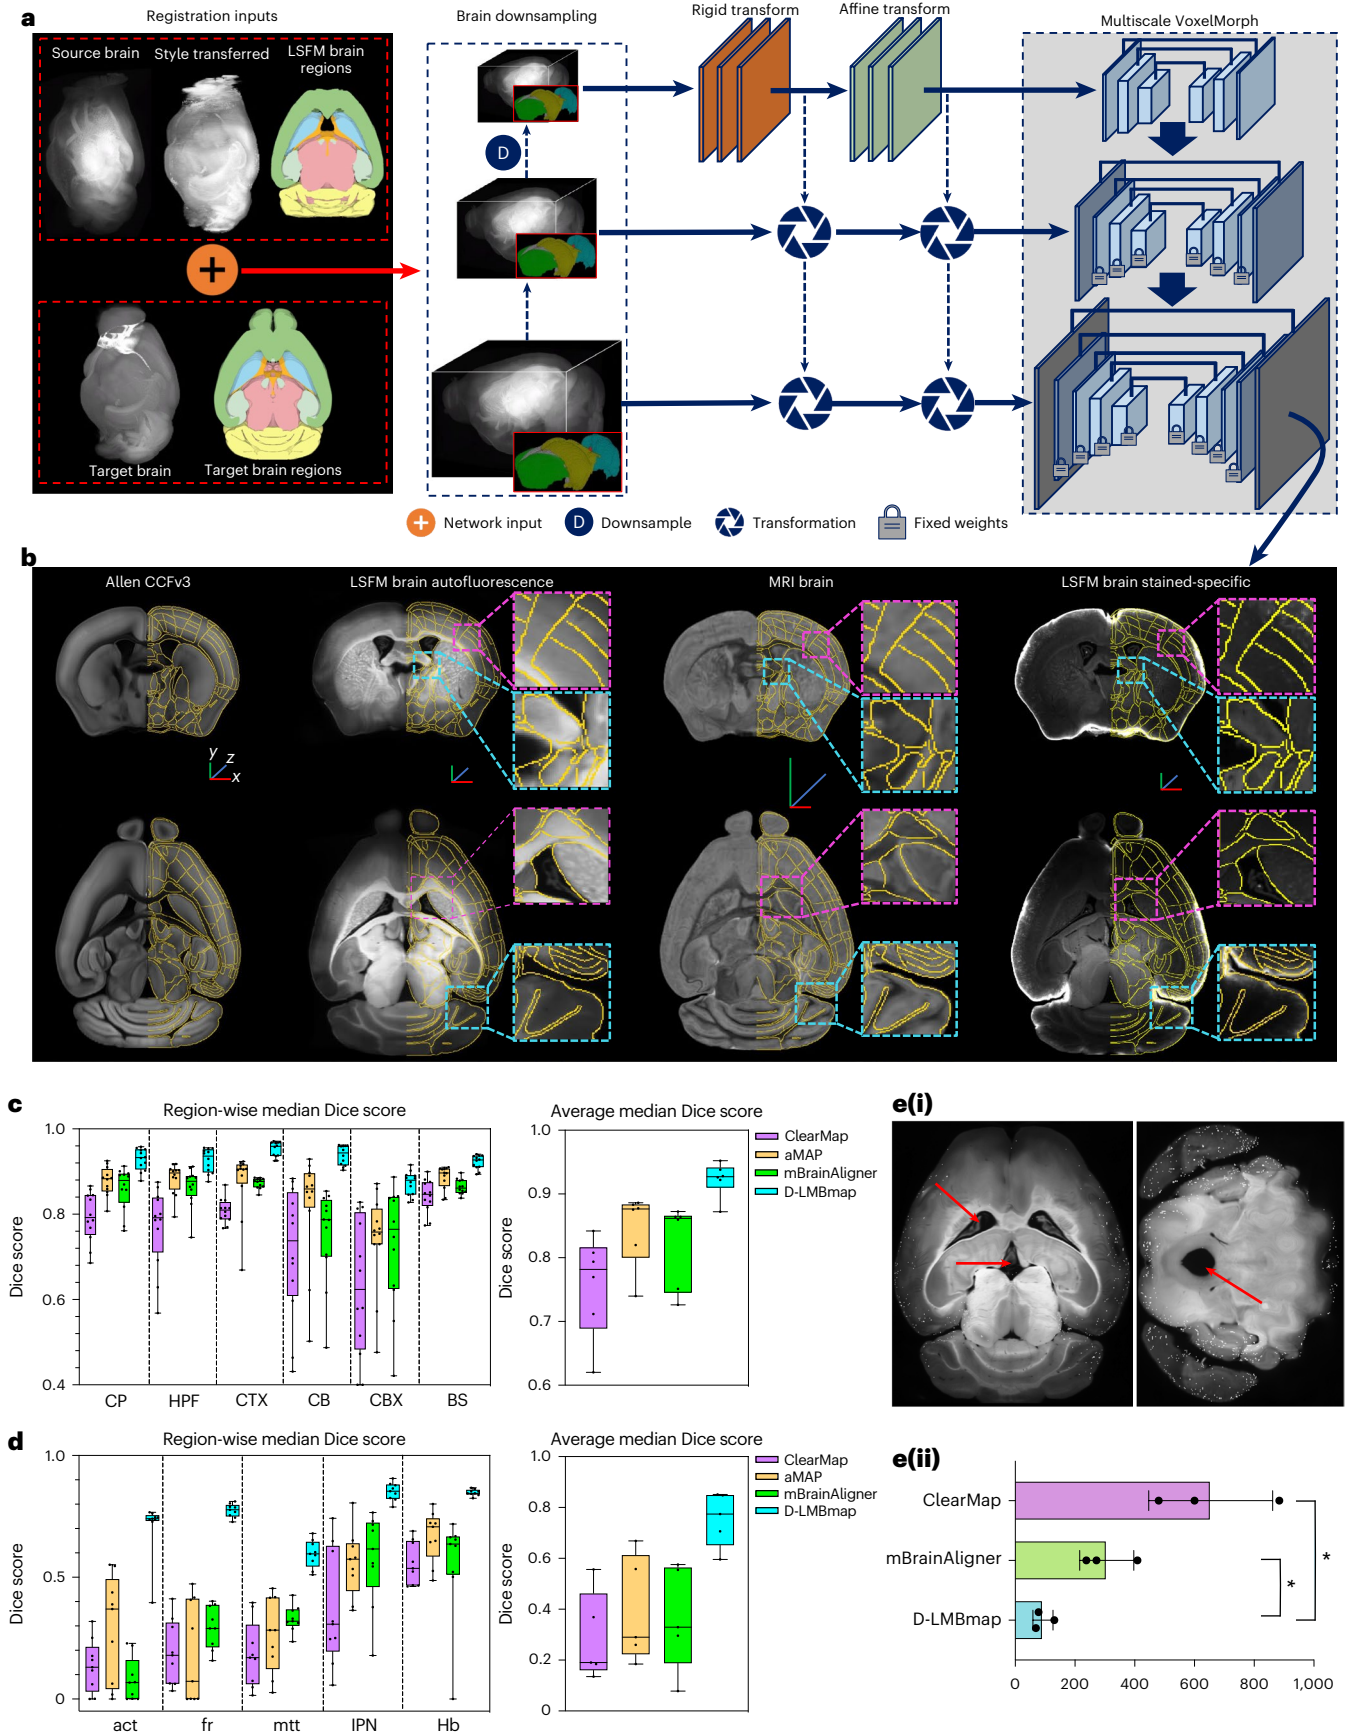 a
Registration inputs
Brain downsampling
Rigid transform
Affine transform
Multiscale VoxelMorph
Source brain
Style transferred
LSFM brain
regions
D
Target brain
Target brain regions
Network input
D
Downsample
Transformation
Fixed weights
b
Allen CCFv3
LSFM brain autofluorescence
MRI brain
LSFM brain stained-specific
y
z
x
c
Region-wise median Dice score
Dice score
1.0
0.8
0.6
0.4
CP
HPF
CTX
CB
CBX
BS
Average median Dice score
Dice score
1.0
0.9
0.8
0.7
0.6
ClearMap
aMAP
mBrainAligner
D-LMBmap
e(i)
d
Region-wise median Dice score
Dice score
1.0
0.5
0
act
fr
mtt
IPN
Hb
Average median Dice score
Dice score
1.0
0.8
0.6
0.4
0.2
0
ClearMap
aMAP
mBrainAligner
D-LMBmap
e(ii)
ClearMap
mBrainAligner
D-LMBmap
*
*
0
200
400
600
800
1,000